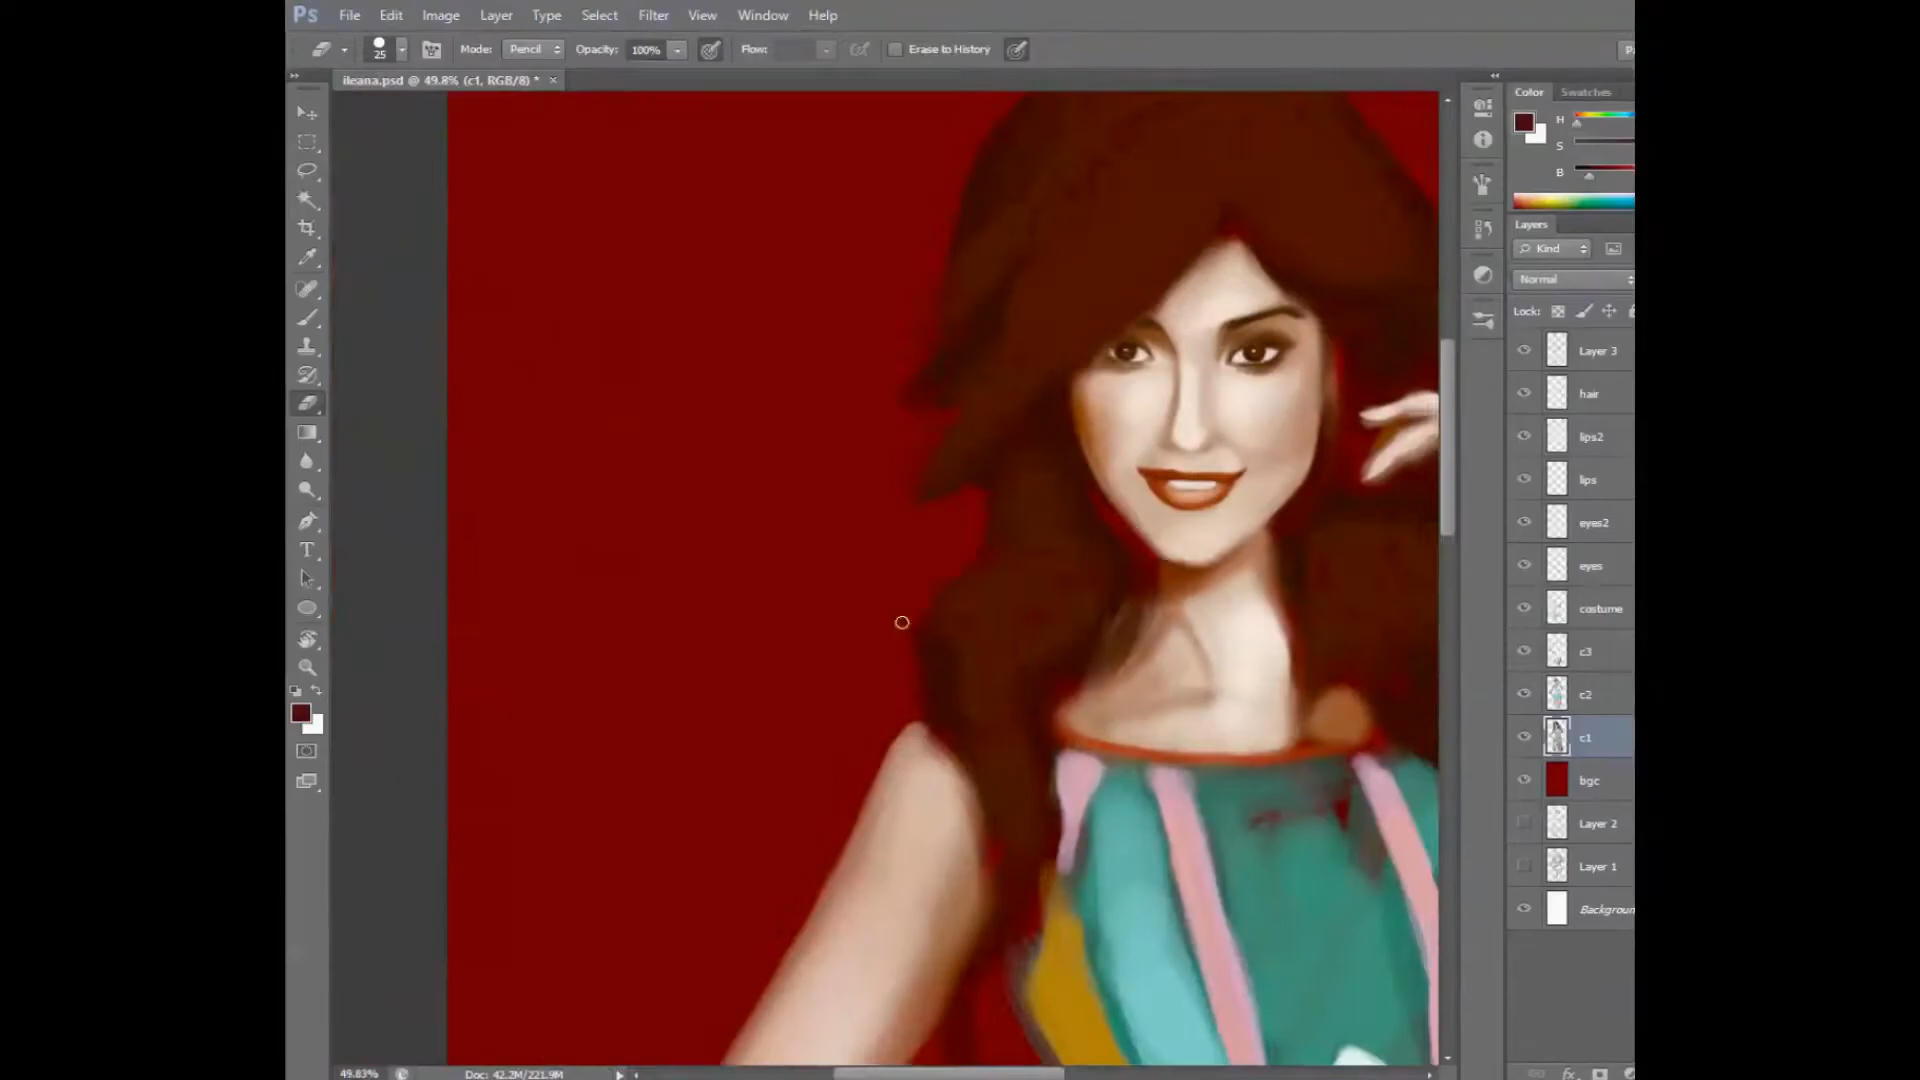 Ps File Edit Image Layer Type Select Filter View Window Help
25 Mode: Pencil Opacity: 100% Flow: Erase to History
ileana.psd @ 49.8% (c1, RGB/8) * ×
Color Swatches
H
S
B
Layers
Kind
Normal
Lock:
Layer 3
hair
lips2
lips
eyes2
eyes
costume
c3
c2
c1
bgc
Layer 2
Layer 1
Backgroun
T
49.83% Doc: 42.2M/221.9M
fx